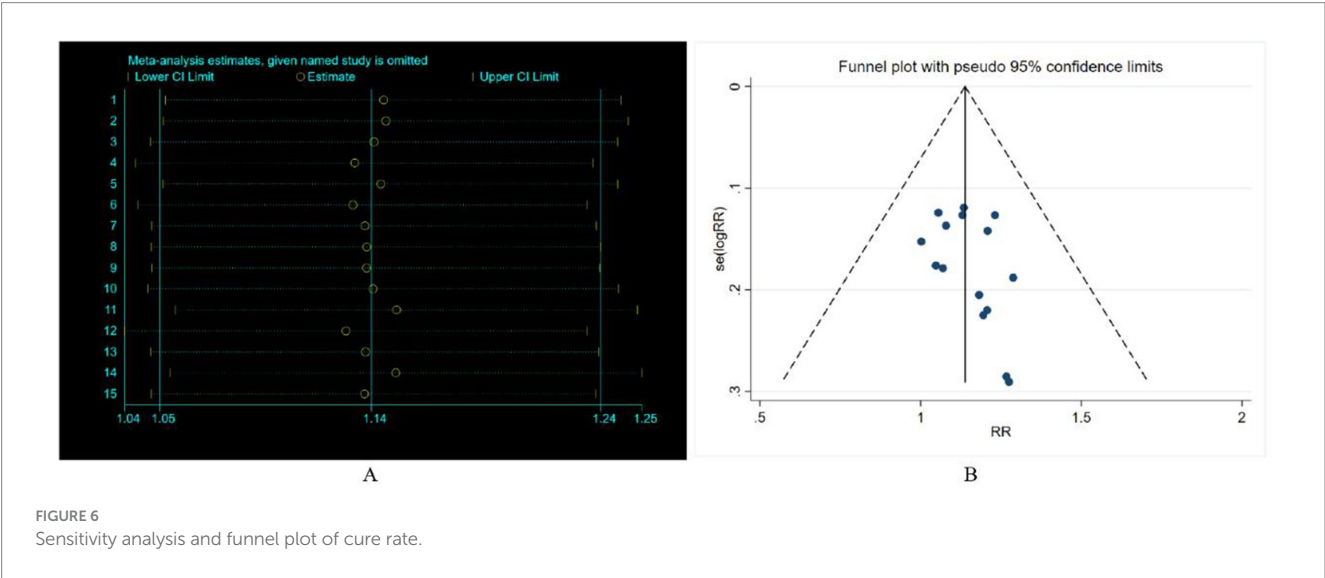 Meta-analysis estimates, given named study is omitted
Lower CI Limit Estimate Upper CI Limit
1
2
3
4
5
6
7
8
9
10
11
12
13
14
15
1.04 1.05 1.14 1.24 1.25
A
Funnel plot with pseudo 95% confidence limits
0
.1
.2
.3
se(logRR)
.5 1 1.5 2
RR
B
FIGURE 6
Sensitivity analysis and funnel plot of cure rate.